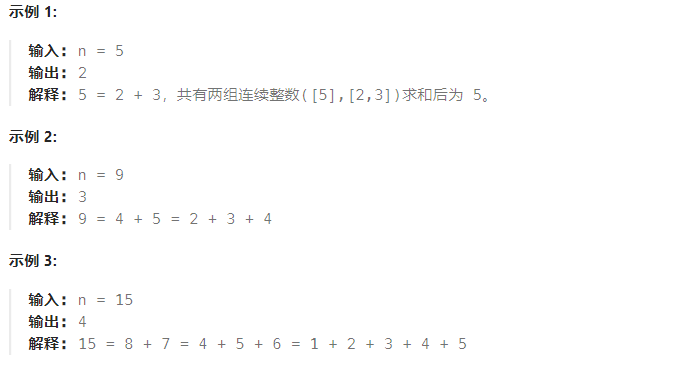 示例 1:
输入：n = 5
输出：2
解释：5 = 2 + 3，共有两组连续整数([5],[2,3])求和后为 5。
示例 2:
输入：n = 9
输出：3
解释：9 = 4 + 5 = 2 + 3 + 4
示例 3:
输入：n = 15
输出：4
解释：15 = 8 + 7 = 4 + 5 + 6 = 1 + 2 + 3 + 4 + 5